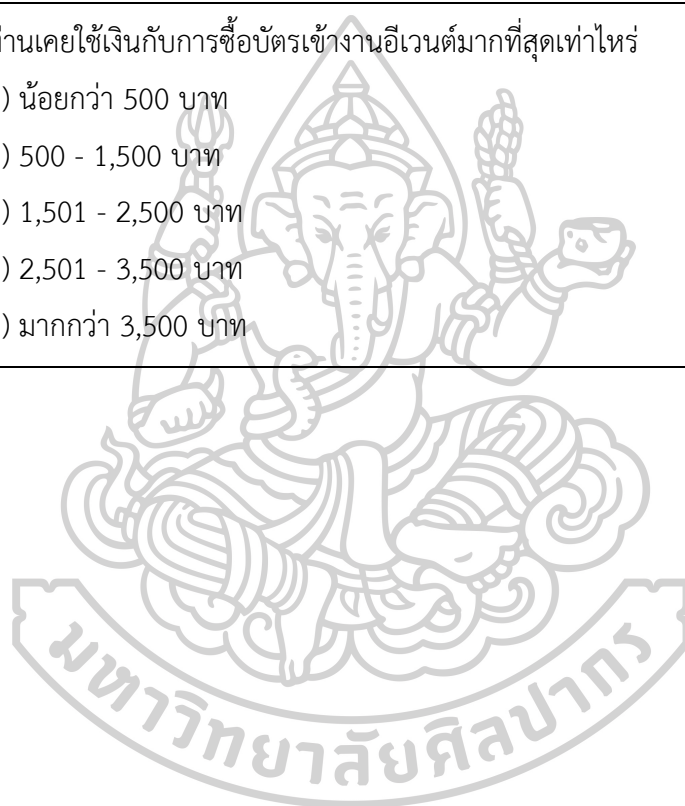 านเคยใช้เงินกับการซื้อบัตรเข้างานอีเวนต์มากที่สุดเท่าไหร่
) น้อยกว่า 500 บาท
) 500 - 1,500 บาท
) 1,501 - 2,500 บาท
) 2,501 - 3,500 บาท
) มากกว่า 3,500 บาท
มหาวิทยาลัยศิลปากร